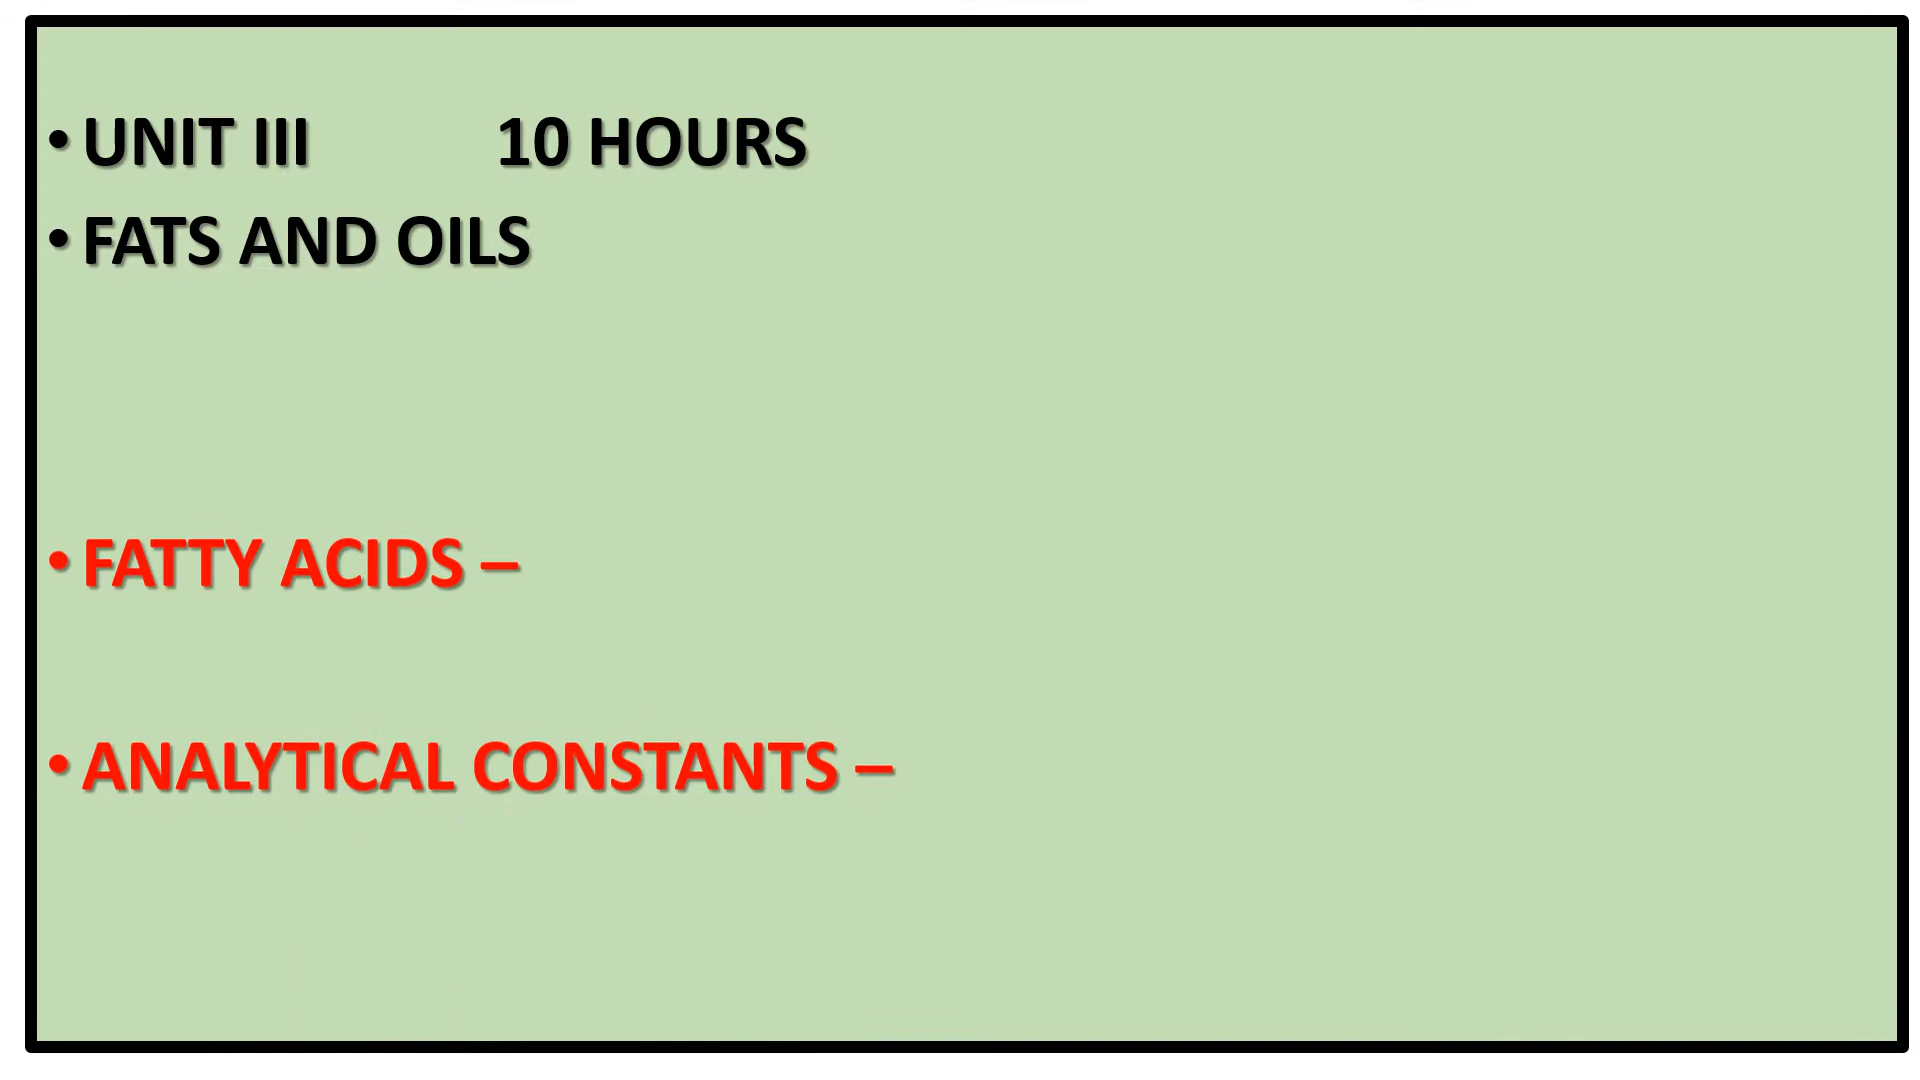 • UNIT III 10 HOURS
• FATS AND OILS
• FATTY ACIDS –
• ANALYTICAL CONSTANTS –